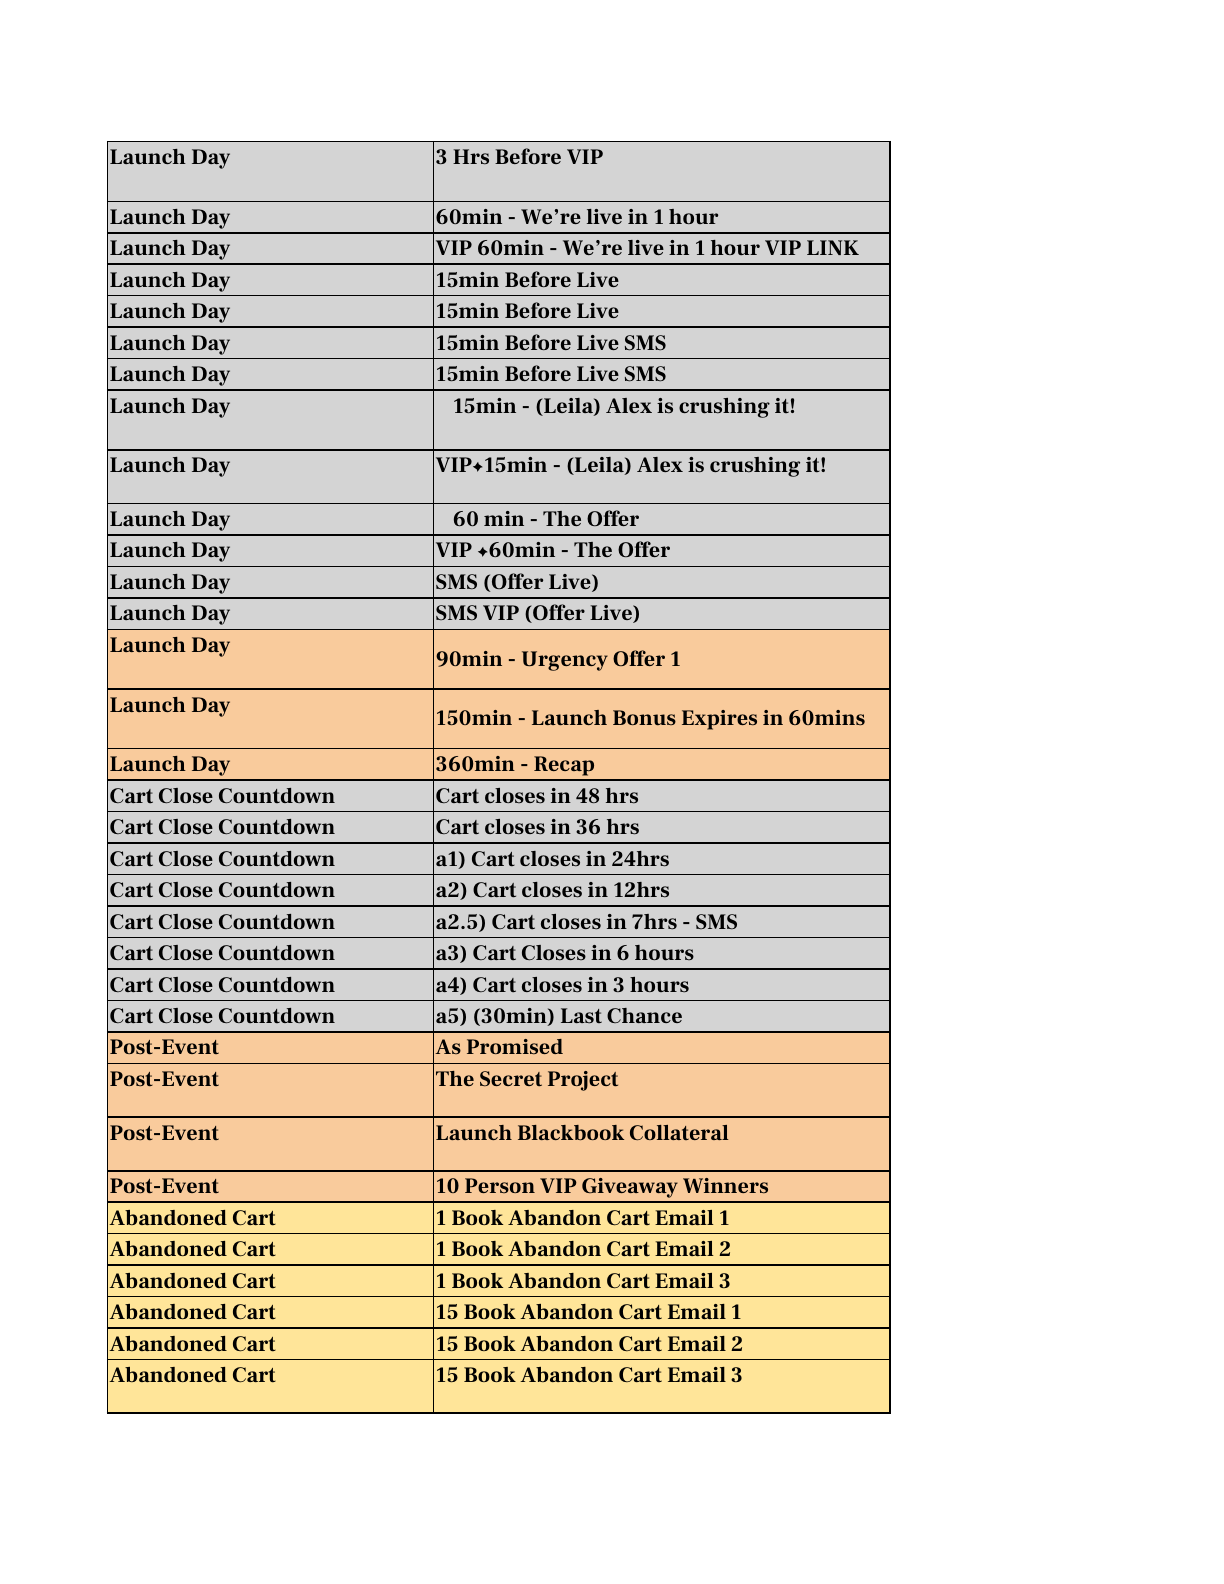 Launch Day 3 Hrs Before VIP
Launch Day 60min - We’re live in 1 hour
Launch Day VIP 60min - We’re live in 1 hour VIP LINK
Launch Day 15min Before Live
Launch Day 15min Before Live
Launch Day 15min Before Live SMS
Launch Day 15min Before Live SMS
Launch Day 15min - (Leila) Alex is crushing it!
Launch Day VIP✦15min - (Leila) Alex is crushing it!
Launch Day 60 min - The Offer
Launch Day VIP ✦60min - The Offer
Launch Day SMS (Offer Live)
Launch Day SMS VIP (Offer Live)
Launch Day 90min - Urgency Offer 1
Launch Day 150min - Launch Bonus Expires in 60mins
Launch Day 360min - Recap
Cart Close Countdown Cart closes in 48 hrs
Cart Close Countdown Cart closes in 36 hrs
Cart Close Countdown a1) Cart closes in 24hrs
Cart Close Countdown a2) Cart closes in 12hrs
Cart Close Countdown a2.5) Cart closes in 7hrs - SMS
Cart Close Countdown a3) Cart Closes in 6 hours
Cart Close Countdown a4) Cart closes in 3 hours
Cart Close Countdown a5) (30min) Last Chance
Post-Event As Promised
Post-Event The Secret Project
Post-Event Launch Blackbook Collateral
Post-Event 10 Person VIP Giveaway Winners
Abandoned Cart 1 Book Abandon Cart Email 1
Abandoned Cart 1 Book Abandon Cart Email 2
Abandoned Cart 1 Book Abandon Cart Email 3
Abandoned Cart 15 Book Abandon Cart Email 1
Abandoned Cart 15 Book Abandon Cart Email 2
Abandoned Cart 15 Book Abandon Cart Email 3